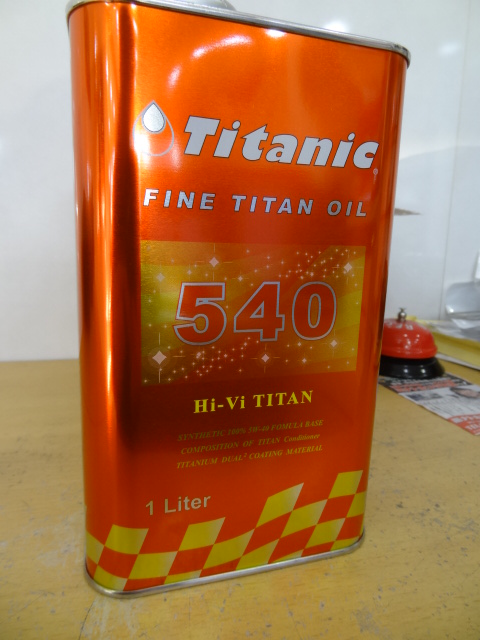 Titanic
FINE TITAN OIL
540
Hi-Vi TITAN
SYNTHETIC 100% 5W-40 FOMULA BASE
COMPOSITION OF TITAN Conditioner
TITANIUM DUAL² COATING MATERIAL
1 Liter